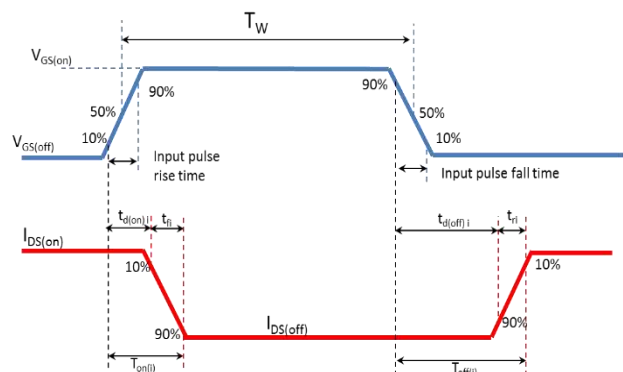 T_W
V_GS(on)
90%
90%
50%
50%
10%
10%
V_GS(off)
Input pulse
rise time
Input pulse fall time
t_d(on) i
t_fi
t_d(off) i
t_ri
I_DS(on)
10%
10%
90%
I_DS(off)
90%
T_on(i)
T_off(i)